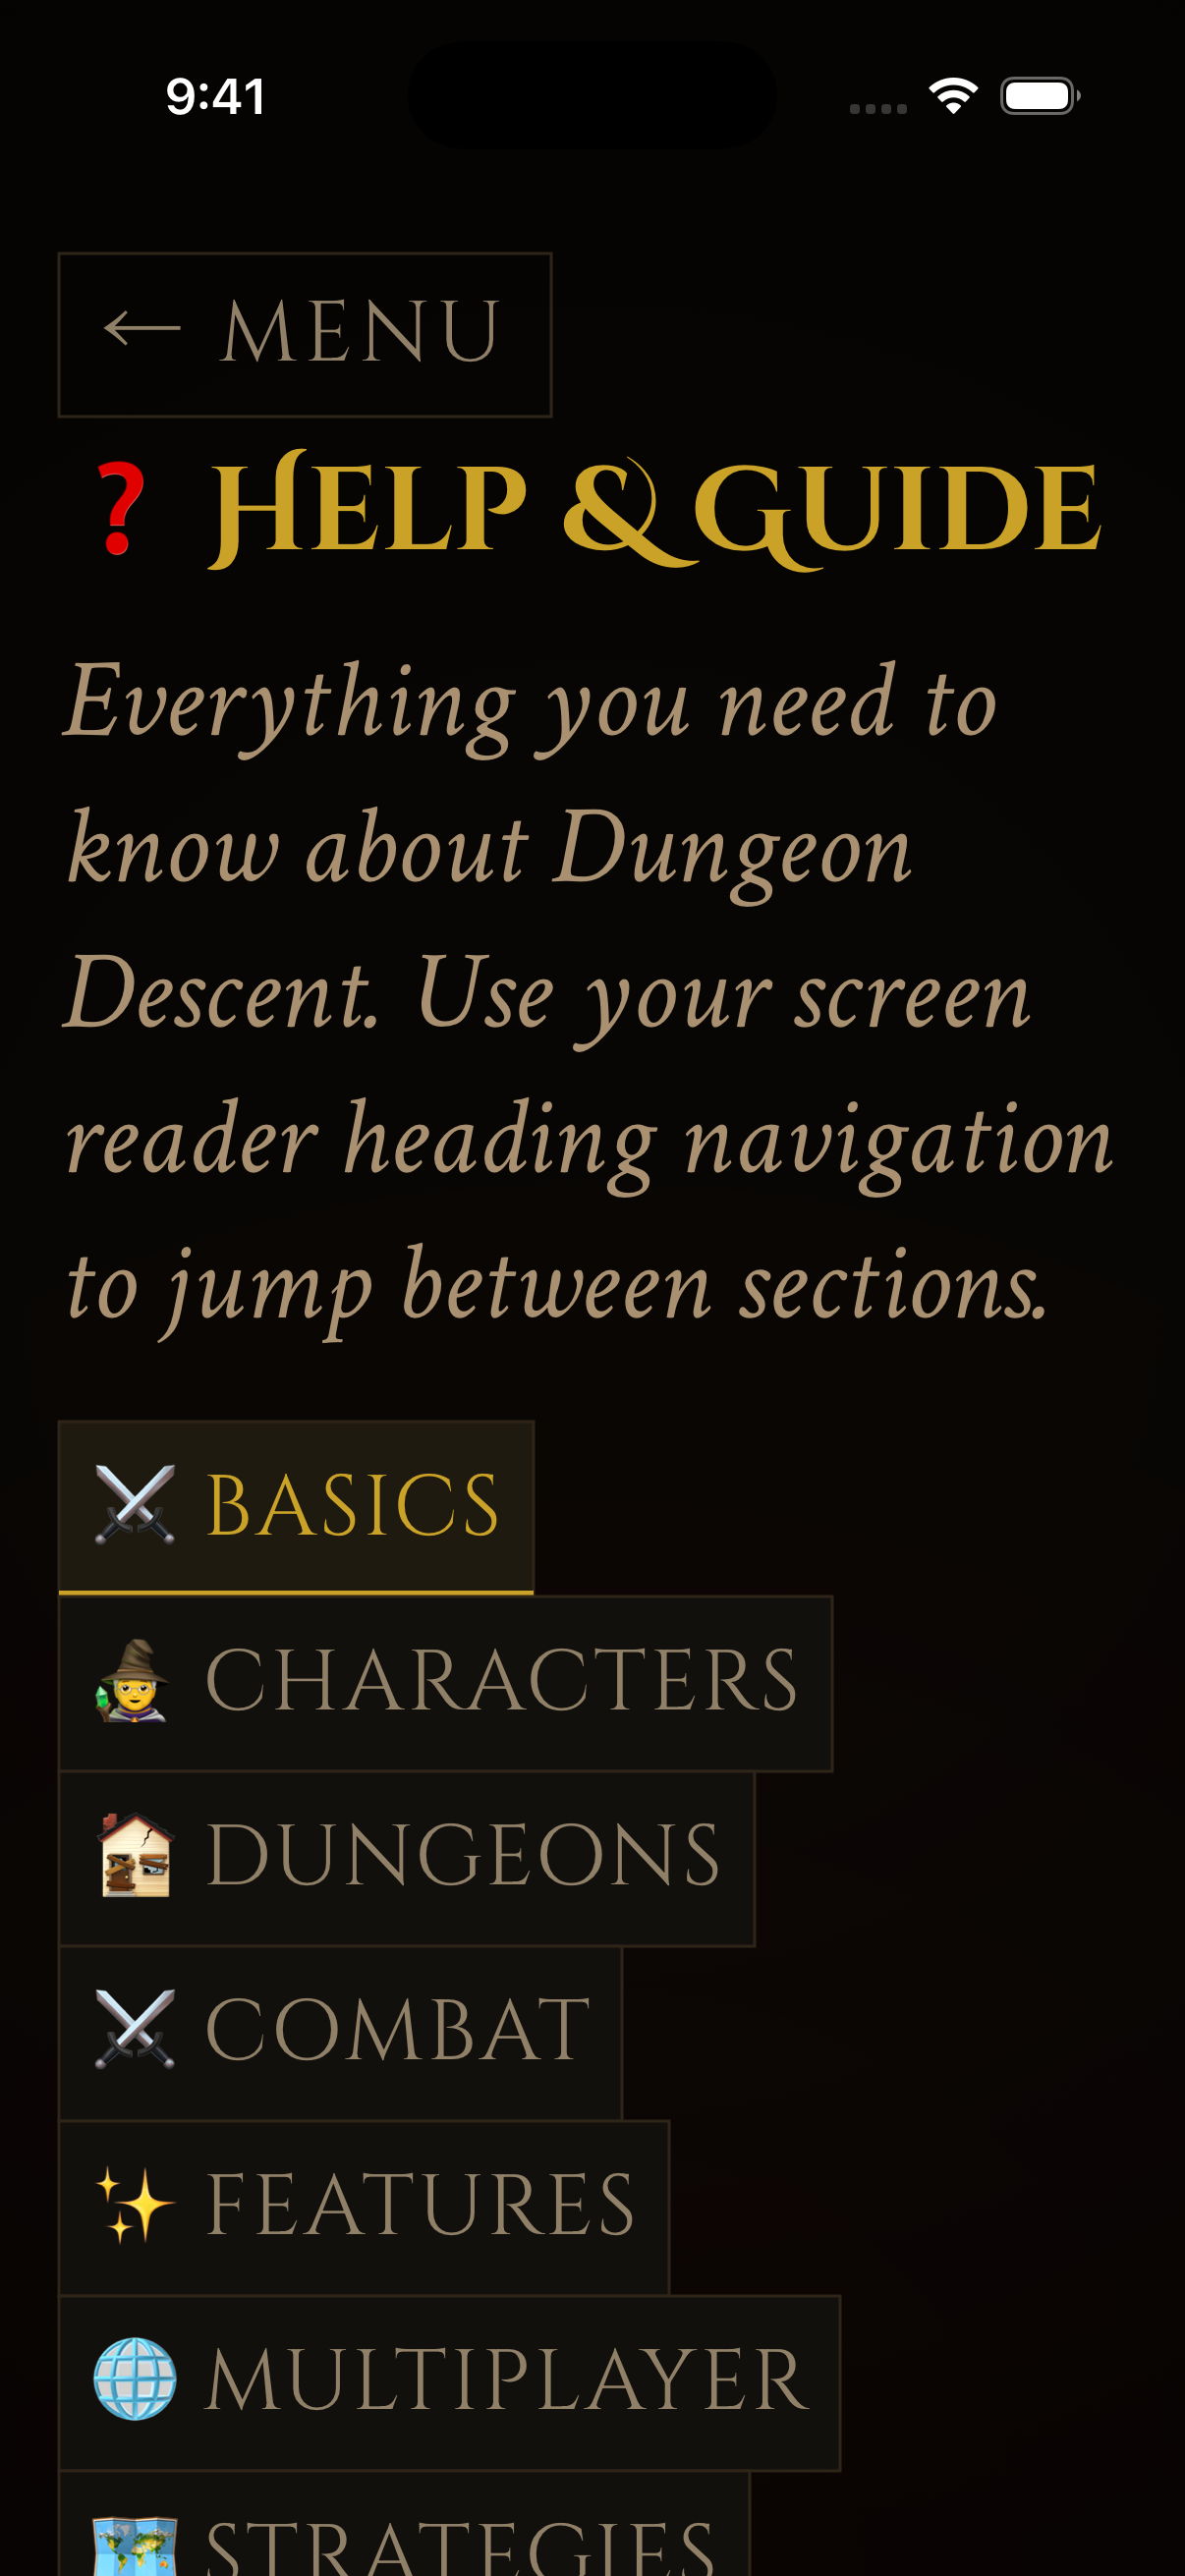 9:41
← MENU
❓ HELP & GUIDE
Everything you need to
know about Dungeon
Descent. Use your screen
reader heading navigation
to jump between sections.
⚔️ BASICS
🧙 CHARACTERS
🏚️ DUNGEONS
⚔️ COMBAT
✨ FEATURES
🌐 MULTIPLAYER
🗺️ STRATEGIES